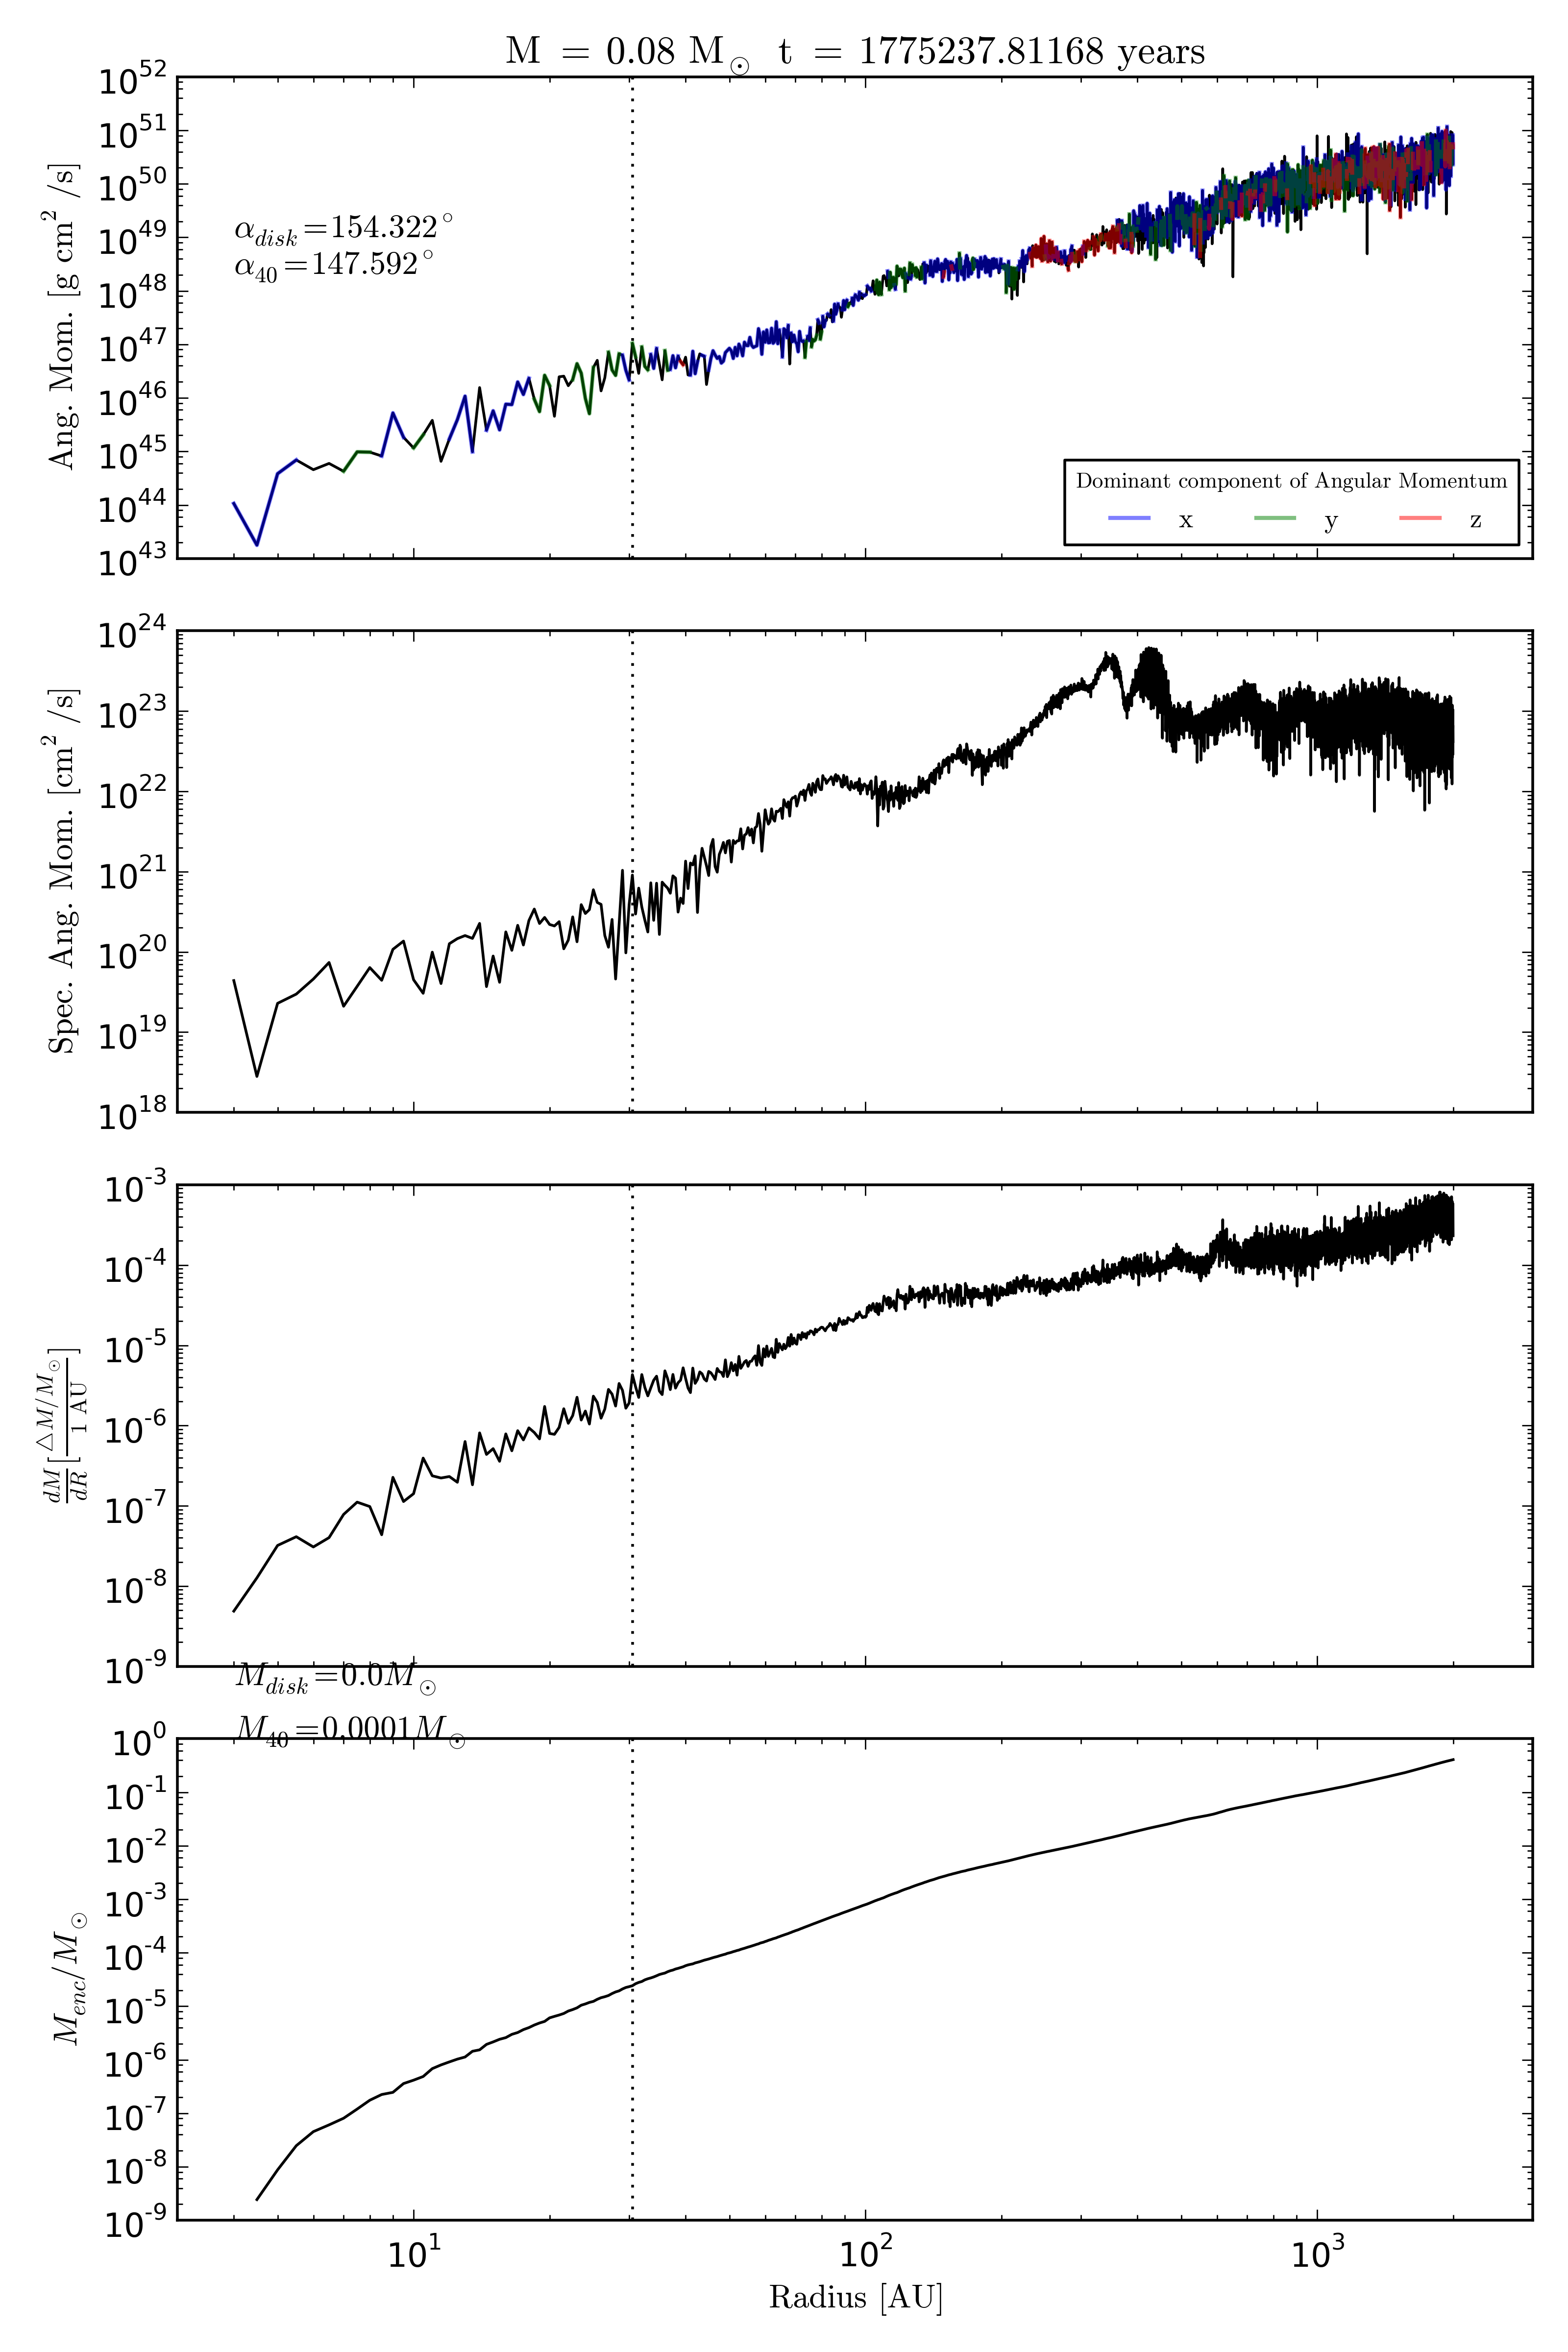 M = 0.08 M⊙ t = 1775237.81168 years
10^52
10^51
10^50
10^49
10^48
10^47
10^46
10^45
10^44
10^43
Ang. Mom. [g cm^2 /s]
α_disk=154.322°
α_40=147.592°
Dominant component of Angular Momentum
x y z
10^24
10^23
10^22
10^21
10^20
10^19
10^18
Spec. Ang. Mom. [cm^2 /s]
10^-3
10^-4
10^-5
10^-6
10^-7
10^-8
10^-9
dM/dR [△M/M⊙ / 1 AU]
M_disk=0.0M⊙
M_40=0.0001M⊙
10^0
10^-1
10^-2
10^-3
10^-4
10^-5
10^-6
10^-7
10^-8
10^-9
M_enc/M⊙
10^1 10^2 10^3
Radius [AU]